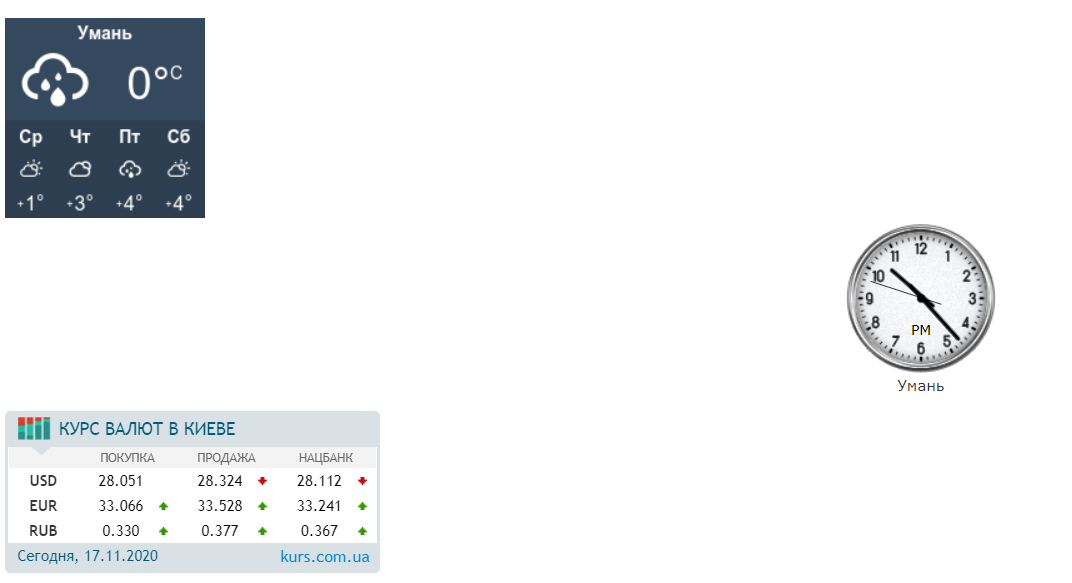 Умань
0°C
Ср Чт Пт Сб
+1° +3° +4° +4°
12
11 1
10 2
9 3
8 4
7 5
6
PM
Умань
КУРС ВАЛЮТ В КИЕВЕ
ПОКУПКА ПРОДАЖА НАЦБАНК
USD 28.051 28.324 28.112
EUR 33.066 33.528 33.241
RUB 0.330 0.377 0.367
Сегодня, 17.11.2020 kurs.com.ua